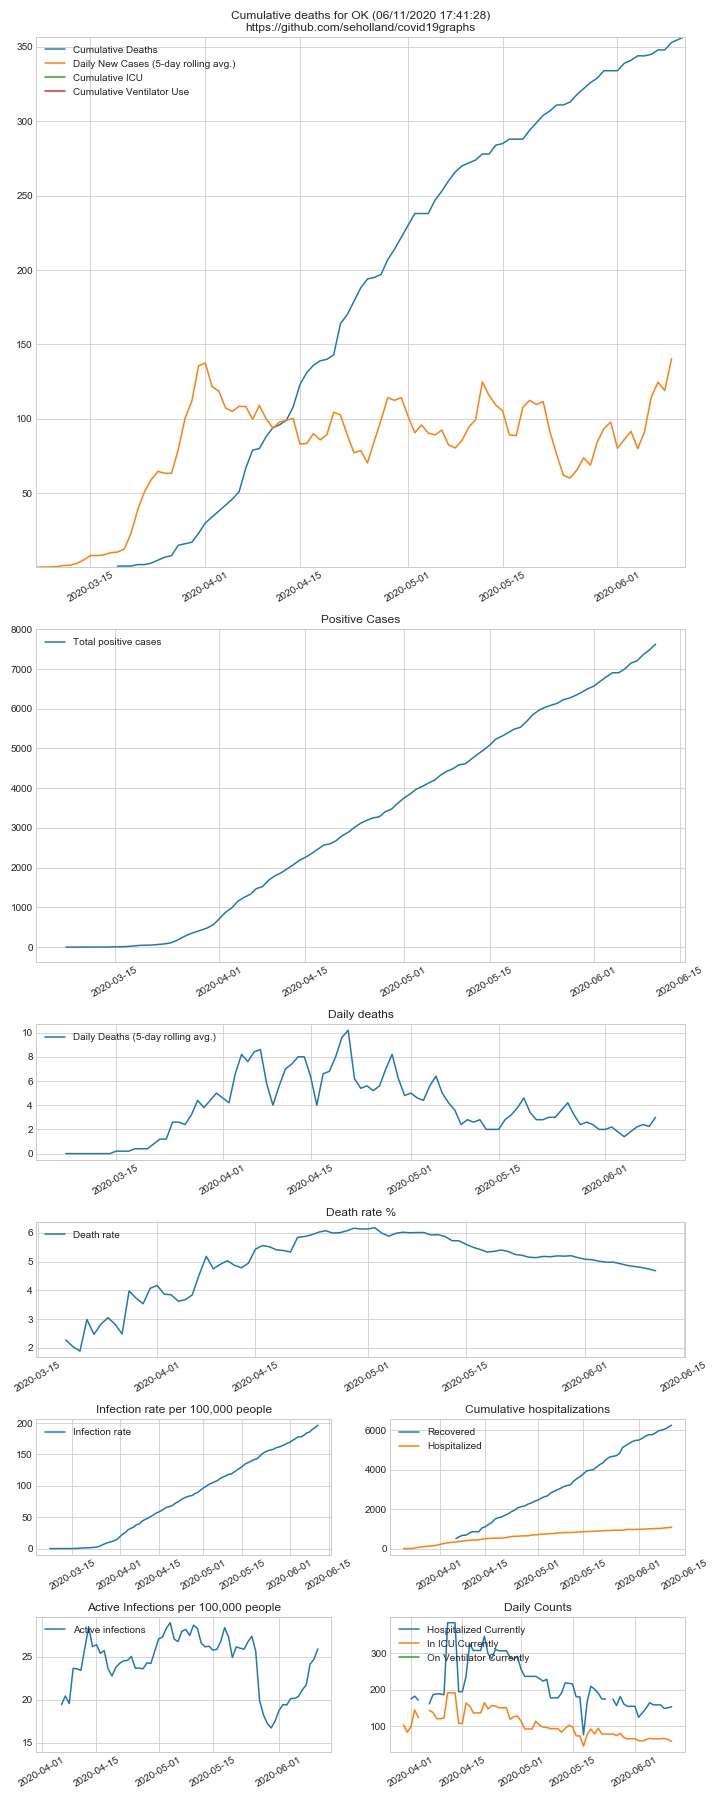 Cumulative deaths for OK (06/11/2020 17:41:28)
https://github.com/seholland/covid19graphs
Cumulative Deaths
Daily New Cases (5-day rolling avg.)
Cumulative ICU
Cumulative Ventilator Use
350
300
250
200
150
100
50
2020-03-15 2020-04-01 2020-04-15 2020-05-01 2020-05-15 2020-06-01
Positive Cases
Total positive cases
8000
7000
6000
5000
4000
3000
2000
1000
0
2020-03-15 2020-04-01 2020-04-15 2020-05-01 2020-05-15 2020-06-01 2020-06-15
Daily deaths
Daily Deaths (5-day rolling avg.)
10
8
6
4
2
0
2020-03-15 2020-04-01 2020-04-15 2020-05-01 2020-05-15 2020-06-01
Death rate %
Death rate
6
5
4
3
2
2020-03-15 2020-04-01 2020-04-15 2020-05-01 2020-05-15 2020-06-01 2020-06-15
Infection rate per 100,000 people
Infection rate
200
150
100
50
0
2020-03-15 2020-04-01 2020-04-15 2020-05-01 2020-05-15 2020-06-01 2020-06-15
Cumulative hospitalizations
Recovered
Hospitalized
6000
4000
2000
0
2020-04-01 2020-04-15 2020-05-01 2020-05-15 2020-06-01 2020-06-15
Active Infections per 100,000 people
Active infections
25
20
15
2020-04-01 2020-04-15 2020-05-01 2020-05-15 2020-06-01
Daily Counts
Hospitalized Currently
In ICU Currently
On Ventilator Currently
300
200
100
2020-04-01 2020-04-15 2020-05-01 2020-05-15 2020-06-01